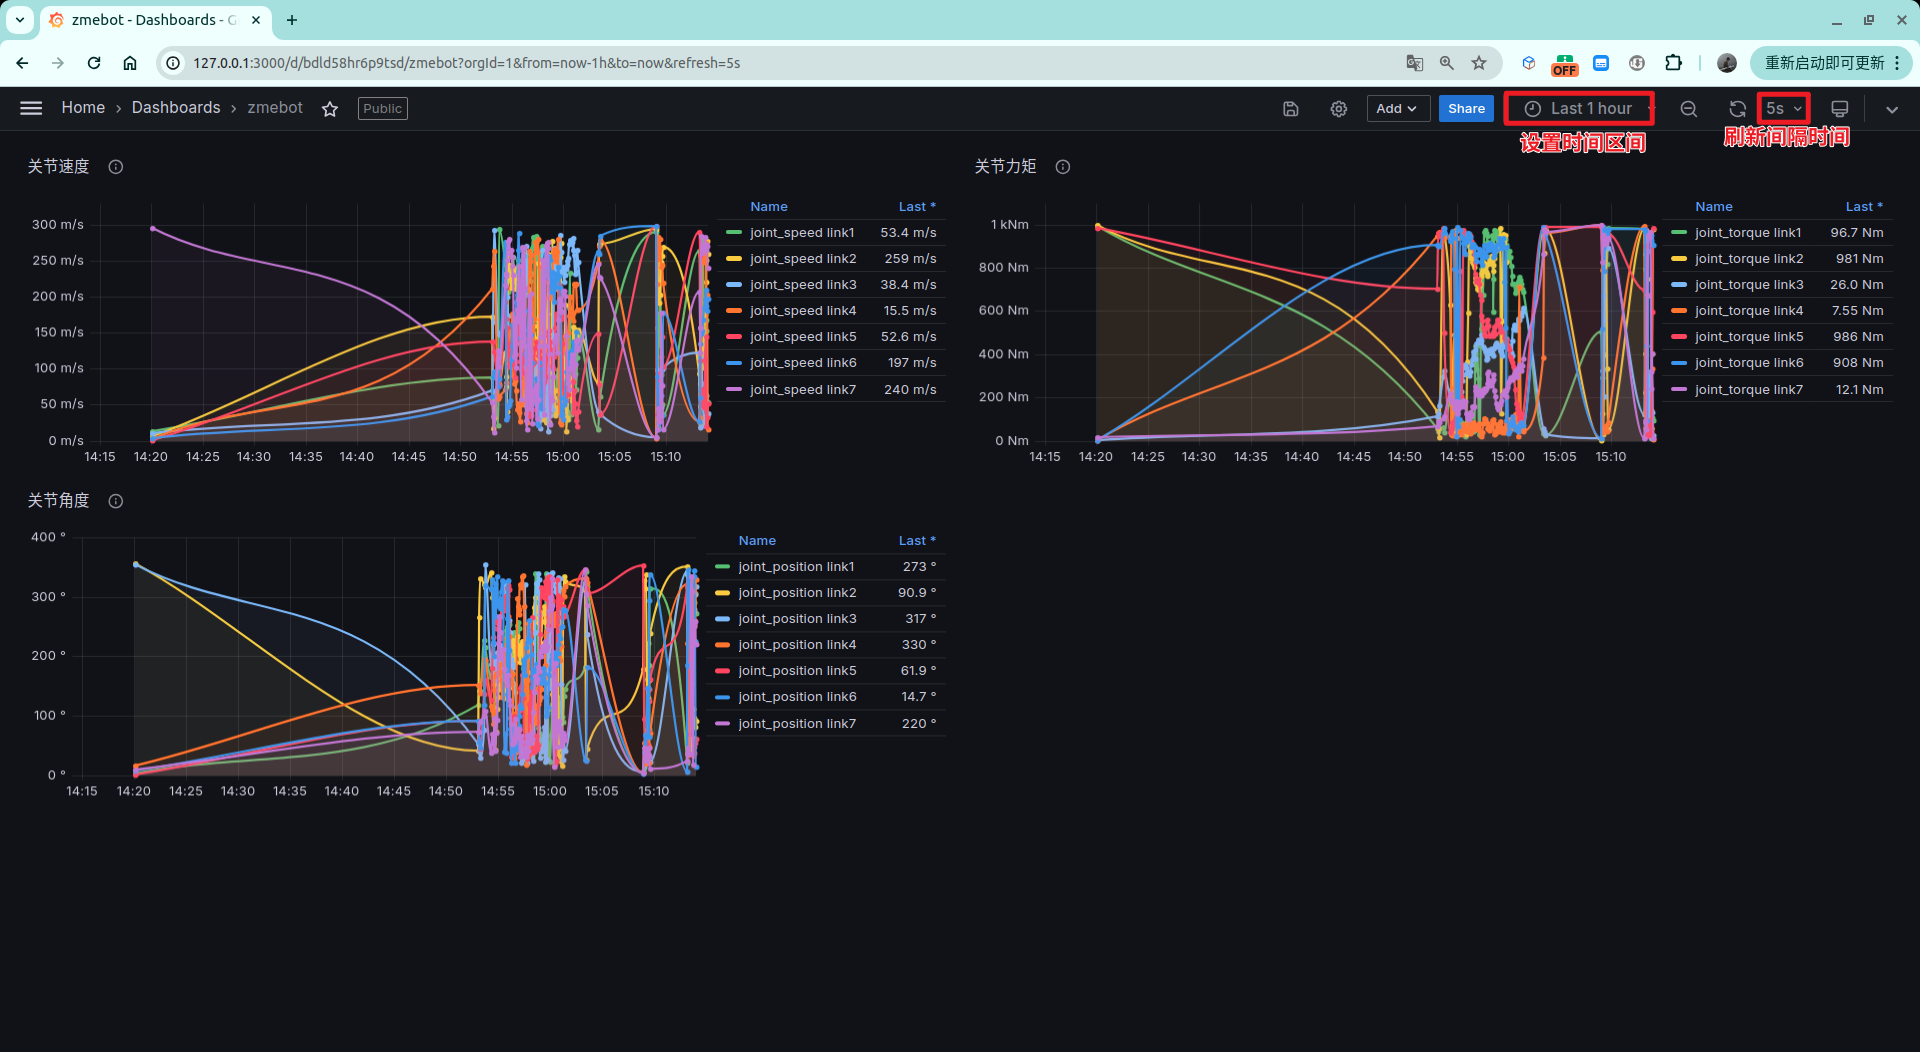 zmebot - Dashboards - G
127.0.0.1:3000/d/bdld58hr6p9tsd/zmebot?orgId=1&from=now-1h&to=now&refresh=5s
OFF
重新启动即可更新
Home › Dashboards › zmebot
Public
Add
Share
Last 1 hour
5s
设置时间区间
刷新间隔时间
关节速度
300 m/s
250 m/s
200 m/s
150 m/s
100 m/s
50 m/s
0 m/s
14:15 14:20 14:25 14:30 14:35 14:40 14:45 14:50 14:55 15:00 15:05 15:10
Name Last *
joint_speed link1 53.4 m/s
joint_speed link2 259 m/s
joint_speed link3 38.4 m/s
joint_speed link4 15.5 m/s
joint_speed link5 52.6 m/s
joint_speed link6 197 m/s
joint_speed link7 240 m/s
关节力矩
1 kNm
800 Nm
600 Nm
400 Nm
200 Nm
0 Nm
14:15 14:20 14:25 14:30 14:35 14:40 14:45 14:50 14:55 15:00 15:05 15:10
Name Last *
joint_torque link1 96.7 Nm
joint_torque link2 981 Nm
joint_torque link3 26.0 Nm
joint_torque link4 7.55 Nm
joint_torque link5 986 Nm
joint_torque link6 908 Nm
joint_torque link7 12.1 Nm
关节角度
400 °
300 °
200 °
100 °
0 °
14:15 14:20 14:25 14:30 14:35 14:40 14:45 14:50 14:55 15:00 15:05 15:10
Name Last *
joint_position link1 273 °
joint_position link2 90.9 °
joint_position link3 317 °
joint_position link4 330 °
joint_position link5 61.9 °
joint_position link6 14.7 °
joint_position link7 220 °